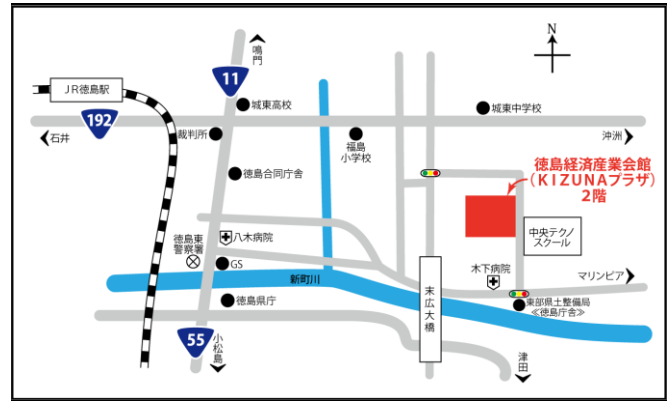 N
鳴門
11
JR徳島駅
192
石井
城東高校
裁判所
福島
小学校
城東中学校
沖洲
徳島合同庁舎
徳島経済産業会館
(KIZUNAプラザ)
2階
中央テクノ
スクール
徳島東
警察署
八木病院
GS
新町川
木下病院
マリンピア
徳島県庁
末広大橋
東部県土整備局
≪徳島庁舎≫
55
小松島
津田